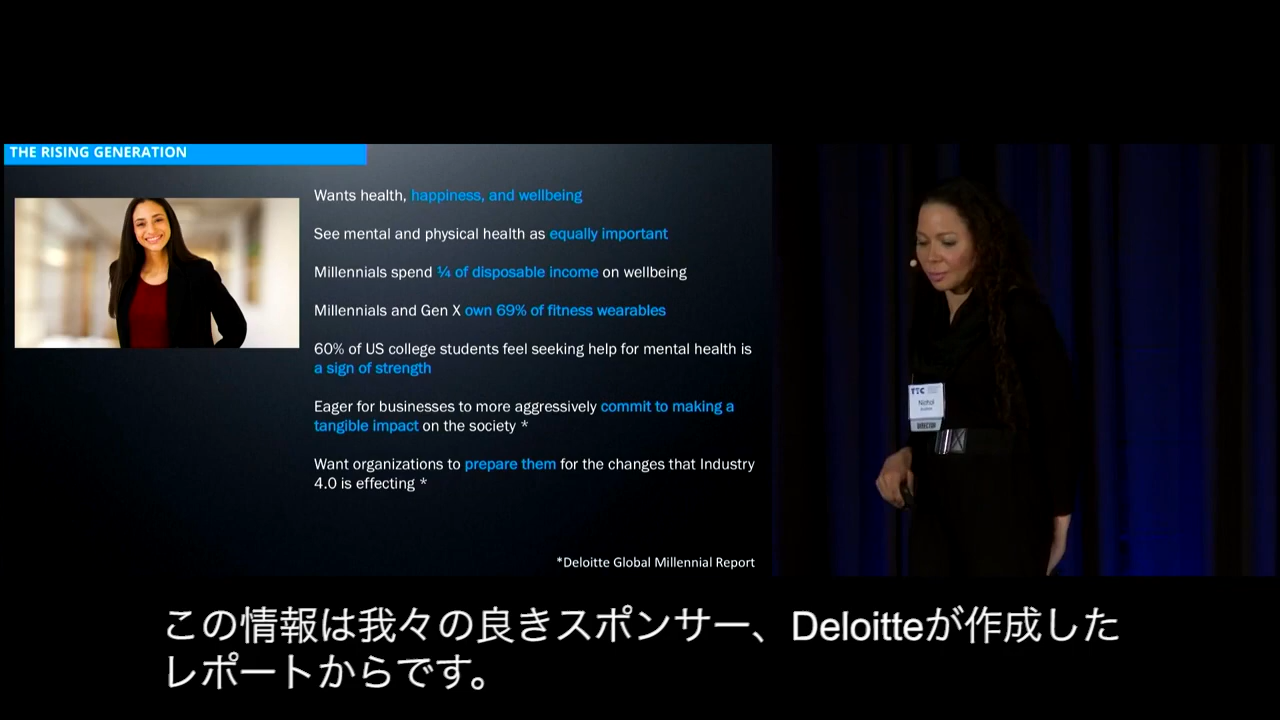 THE RISING GENERATION
Wants health, happiness, and wellbeing
See mental and physical health as equally important
Millennials spend ¼ of disposable income on wellbeing
Millennials and Gen X own 69% of fitness wearables
60% of US college students feel seeking help for mental health is
a sign of strength
Eager for businesses to more aggressively commit to making a
tangible impact on the society *
Want organizations to prepare them for the changes that Industry
4.0 is effecting *
*Deloitte Global Millennial Report
TTC
DIRECTOR
この情報は我々の良きスポンサー、Deloitteが作成した
レポートからです。